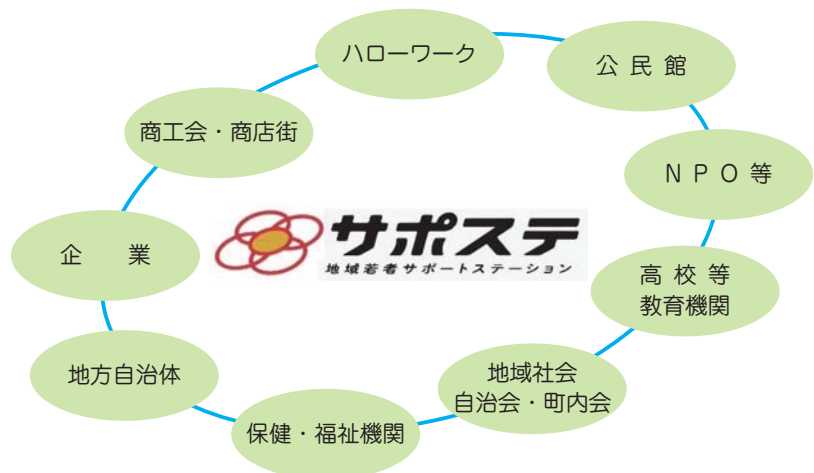 ハローワーク
公 民 館
商工会・商店街
N P O 等
企　業
サポステ
地域若者サポートステーション
高 校 等
教育機関
地方自治体
地域社会
自治会・町内会
保健・福祉機関